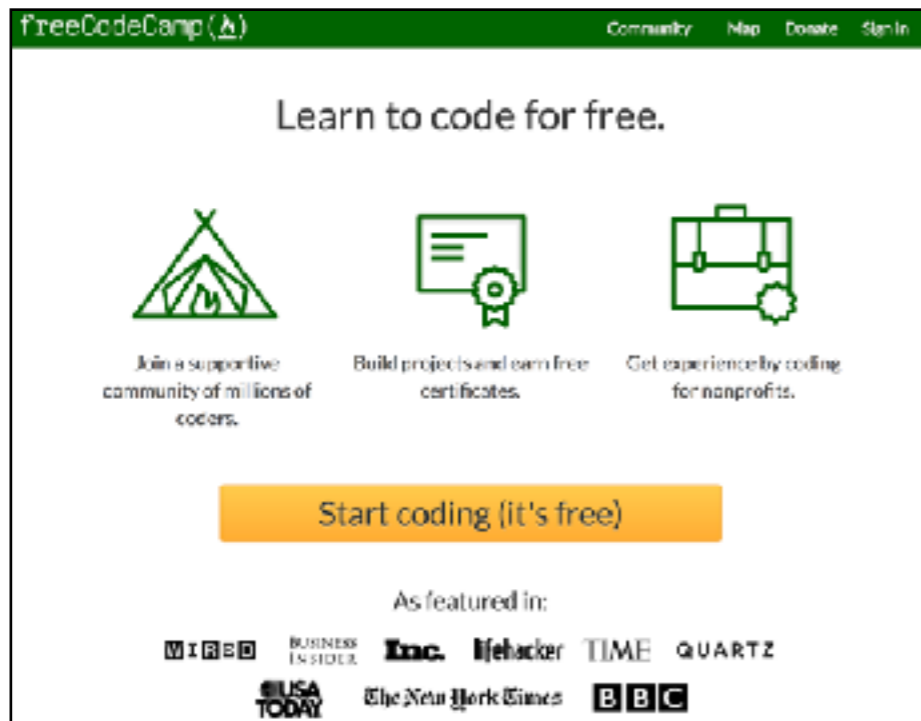 freeCodeCamp(🔥)
Community Map Donate Sign In
Learn to code for free.
Join a supportive
community of millions of
coders.
Build projects and earn free
certificates.
Get experience by coding
for nonprofits.
Start coding (it's free)
As featured in:
WIRED BUSINESS INSIDER Inc. lifehacker TIME QUARTZ
USA TODAY The New York Times BBC